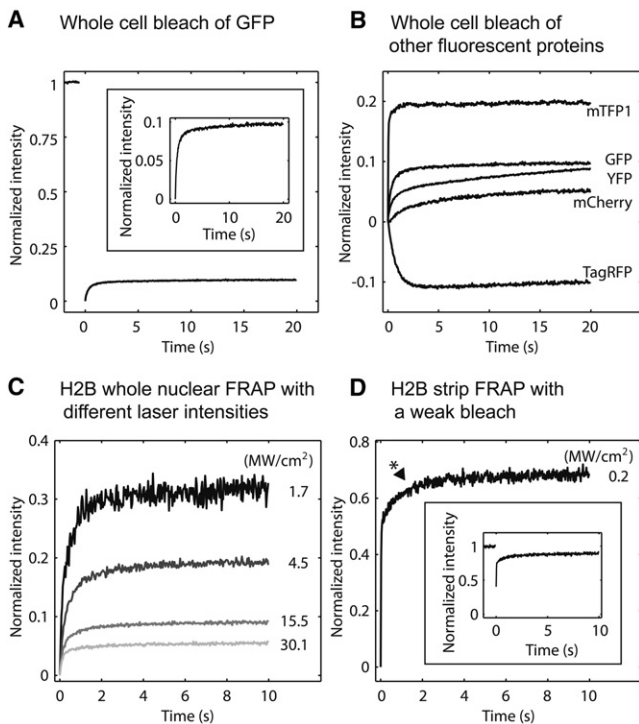 A Whole cell bleach of GFP
Normalized intensity
1
0.75
0.5
0.25
0
0 5 10 15 20
Time (s)
Normalized intensity
0.1
0.05
0
0 10 20
Time (s)
B Whole cell bleach of
other fluorescent proteins
Normalized intensity
0.2
0.1
0
-0.1
mTFP1
GFP
YFP
mCherry
TagRFP
0 5 10 15 20
Time (s)
C H2B whole nuclear FRAP with
different laser intensities
Normalized intensity
0.4
0.3
0.2
0.1
0
(MW/cm²)
1.7
4.5
15.5
30.1
0 2 4 6 8 10
Time (s)
D H2B strip FRAP with
a weak bleach
Normalized intensity
0.8
0.6
0.4
0.2
0
*
(MW/cm²)
0.2
0 2 4 6 8 10
Time (s)
Normalized intensity
1
0.5
0
0 5 10
Time (s)